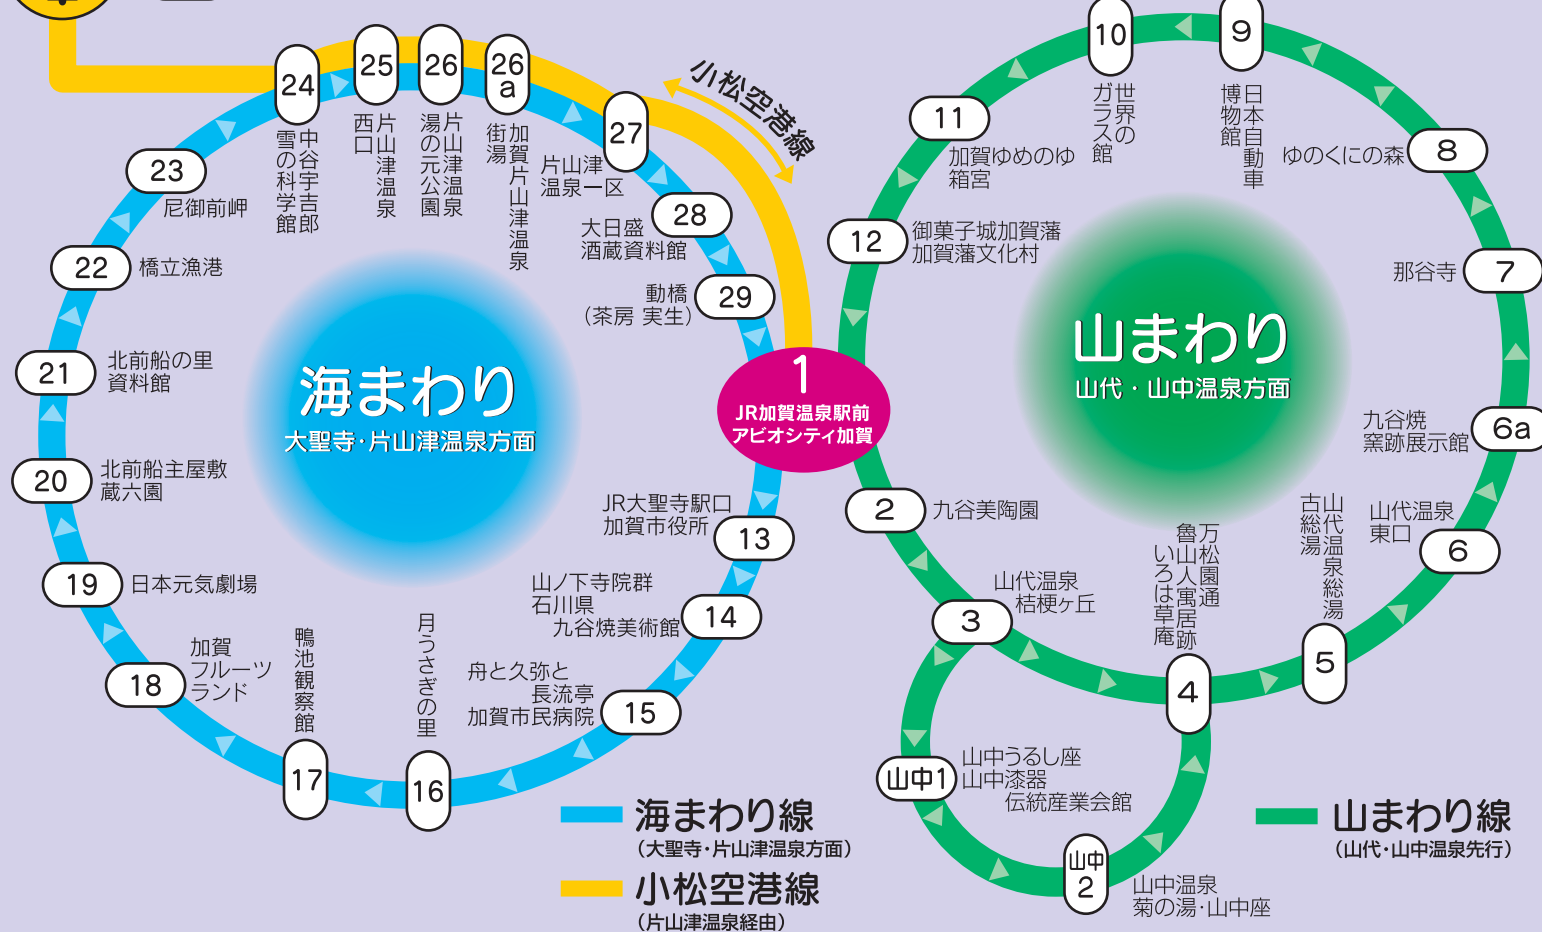 24
中谷宇吉郎
雪の科学館
25
片山津温泉
西口
26
片山津温泉
湯の元公園
26
a
加賀片山津温泉
街湯
27
片山津
温泉一区
小松空港線
28
大日盛
酒蔵資料館
29
動橋
（茶房 実生）
23
尼御前岬
22
橋立漁港
21
北前船の里
資料館
20
北前船主屋敷
蔵六園
19
日本元気劇場
18
加賀
フルーツ
ランド
17
鴨池観察館
16
月うさぎの里
15
舟と久弥と
長流亭
加賀市民病院
14
山ノ下寺院群
石川県
九谷焼美術館
13
JR大聖寺駅口
加賀市役所
海まわり
大聖寺・片山津温泉方面
1
JR加賀温泉駅前
アビオシティ加賀
10
世界の
ガラス館
9
日本自動車
博物館
11
加賀ゆめのゆ
箱宮
8
ゆのくにの森
12
御菓子城加賀藩
加賀藩文化村
7
那谷寺
山まわり
山代・山中温泉方面
6a
九谷焼
窯跡展示館
6
山代温泉
東口
5
山代温泉総湯
古総湯
4
万松園通
魯山人寓居跡
いろは草庵
2
九谷美陶園
3
山代温泉
桔梗ヶ丘
山中1
山中うるし座
山中漆器
伝統産業会館
山中
2
山中温泉
菊の湯・山中座
海まわり線
（大聖寺・片山津温泉方面）
小松空港線
（片山津温泉経由）
山まわり線
（山代・山中温泉先行）